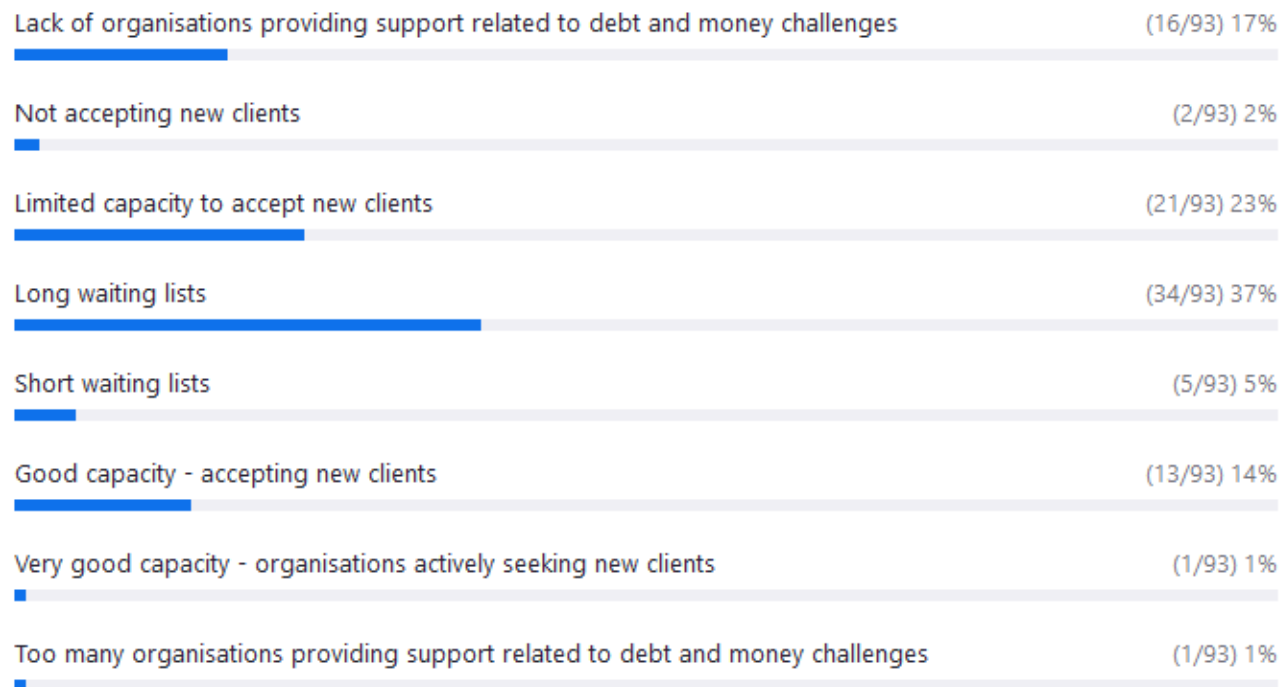 Lack of organisations providing support related to debt and money challenges (16/93) 17%
Not accepting new clients (2/93) 2%
Limited capacity to accept new clients (21/93) 23%
Long waiting lists (34/93) 37%
Short waiting lists (5/93) 5%
Good capacity - accepting new clients (13/93) 14%
Very good capacity - organisations actively seeking new clients (1/93) 1%
Too many organisations providing support related to debt and money challenges (1/93) 1%